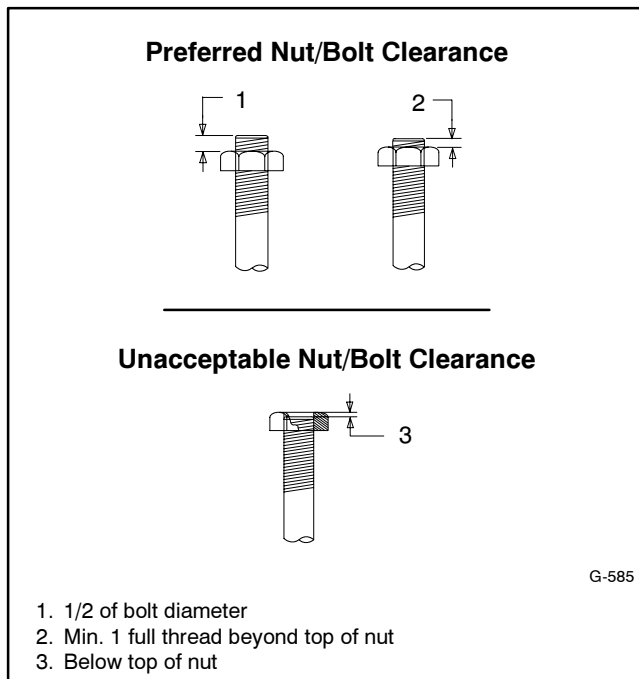 Preferred Nut/Bolt Clearance
1
2
Unacceptable Nut/Bolt Clearance
3
G-585
1. 1/2 of bolt diameter
2. Min. 1 full thread beyond top of nut
3. Below top of nut